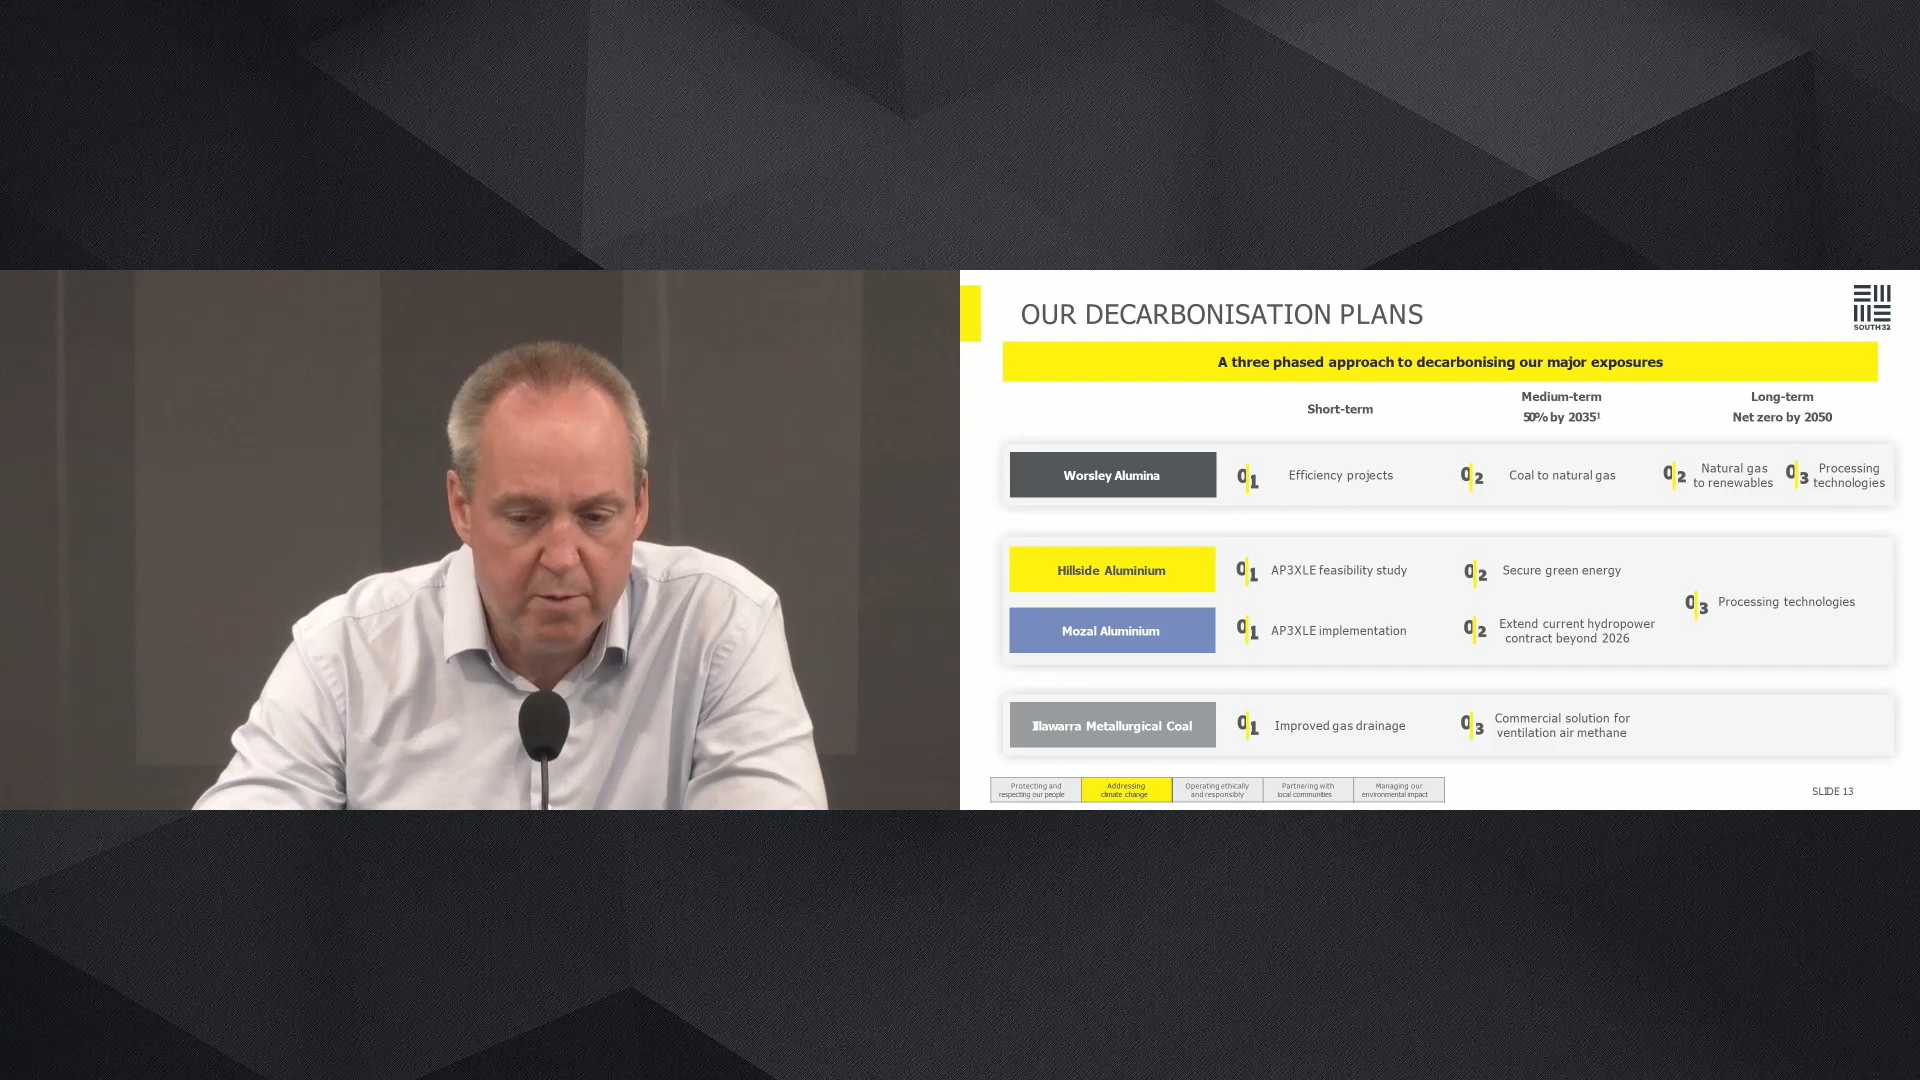 OUR DECARBONISATION PLANS
SOUTH32
A three phased approach to decarbonising our major exposures
Short-term
Medium-term
50% by 2035¹
Long-term
Net zero by 2050
Worsley Alumina
01
Efficiency projects
02
Coal to natural gas
02
Natural gas
to renewables
03
Processing
technologies
Hillside Aluminium
01
AP3XLE feasibility study
02
Secure green energy
Mozal Aluminium
01
AP3XLE implementation
02
Extend current hydropower
contract beyond 2026
03
Processing technologies
Illawarra Metallurgical Coal
01
Improved gas drainage
03
Commercial solution for
ventilation air methane
Protecting and
respecting our people
Addressing
climate change
Operating ethically
and responsibly
Partnering with
local communities
Managing our
environmental impact
SLIDE 13